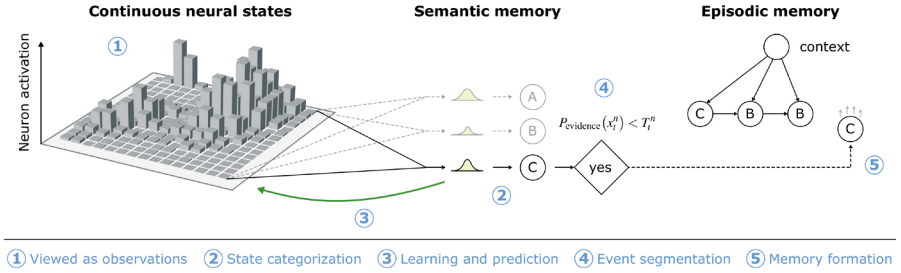 Continuous neural states
Semantic memory
Episodic memory
Neuron activation
①
A
B
C
②
③
④
P_evidence(x_t^n) < T_t^n
yes
context
C B B
C
⑤
① Viewed as observations ② State categorization ③ Learning and prediction ④ Event segmentation ⑤ Memory formation